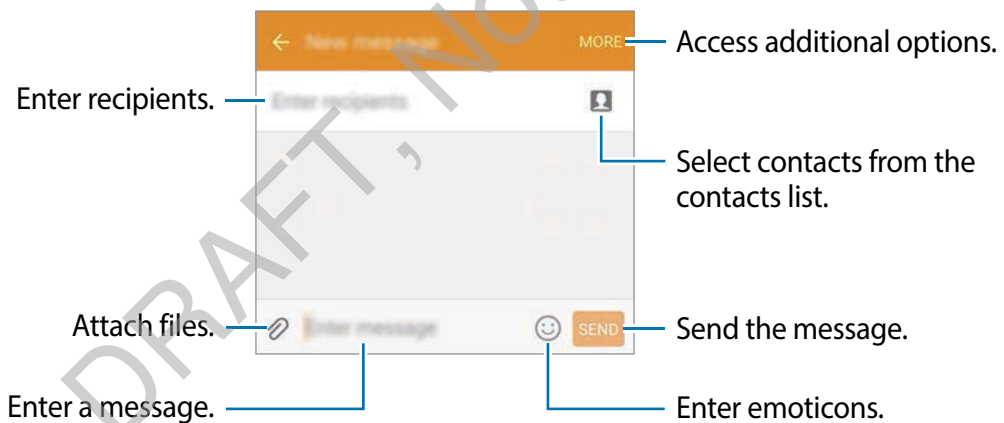 New message
MORE
Access additional options.
Enter recipients.
Enter recipients
Select contacts from the
contacts list.
Attach files.
Enter message
SEND
Send the message.
Enter a message.
Enter emoticons.
DRAFT, No